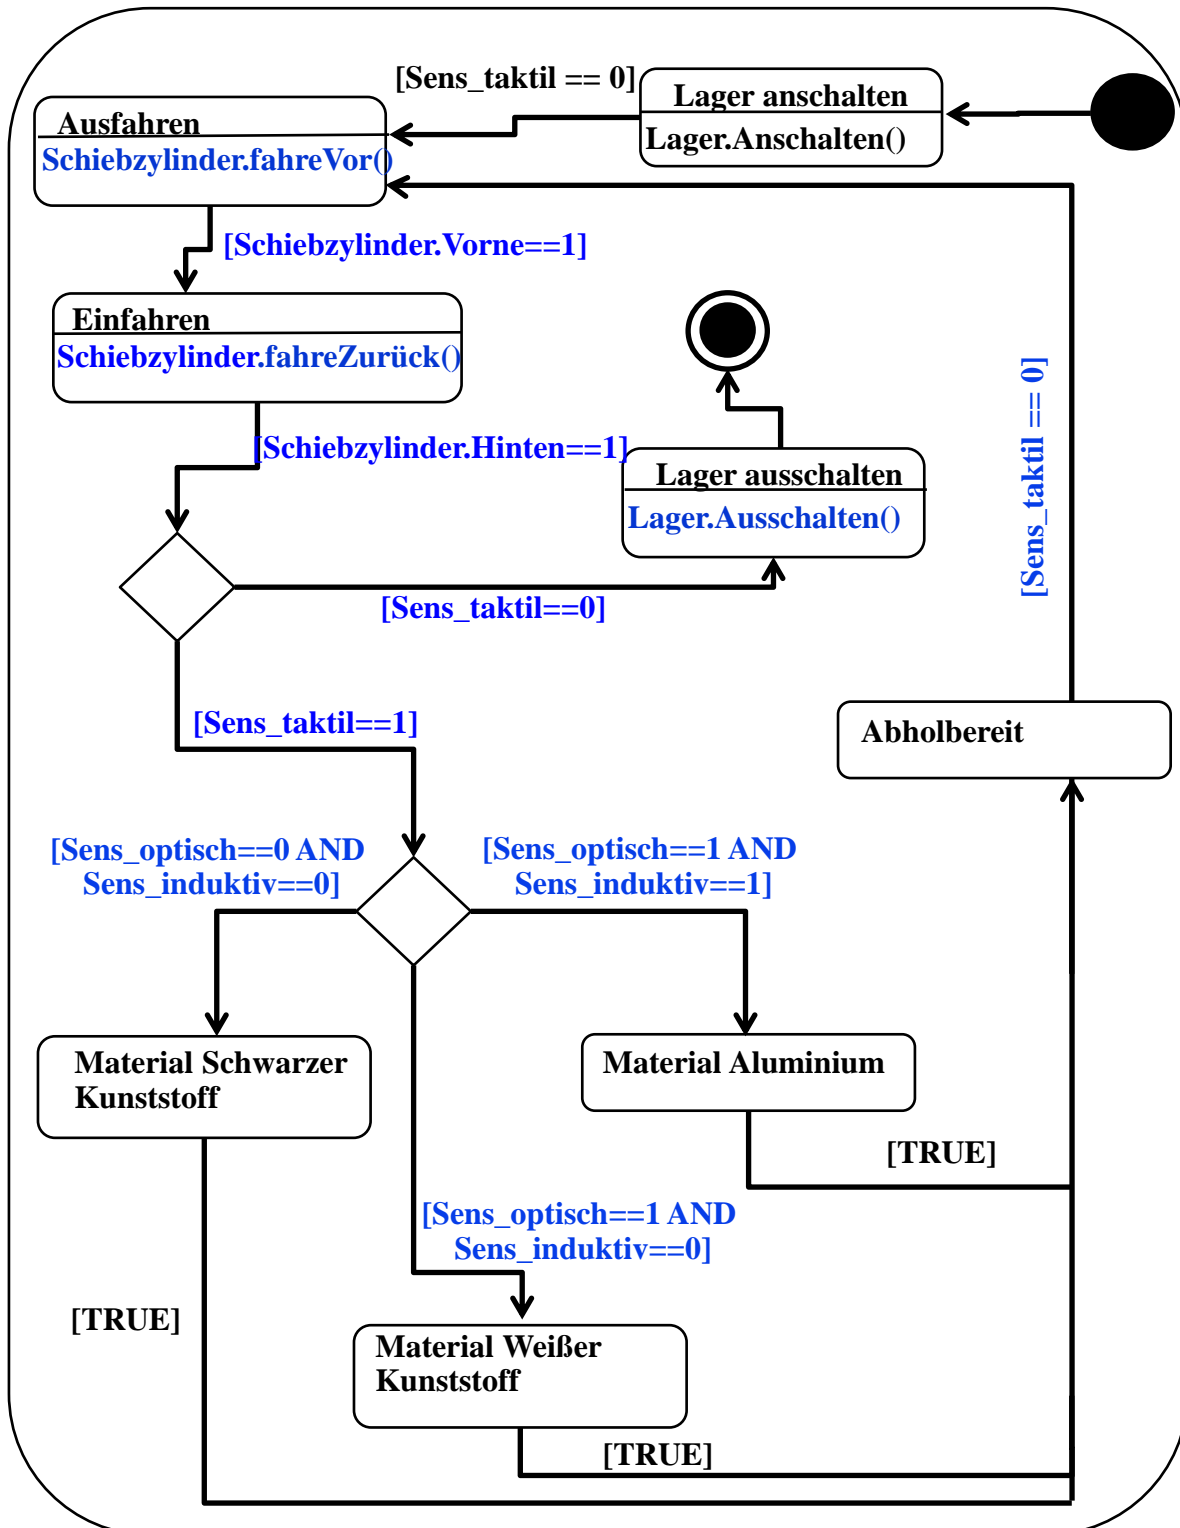 [Sens_taktil == 0]
Lager anschalten
Lager.Anschalten()
Ausfahren
Schiebzylinder.fahreVor()
[Schiebzylinder.Vorne==1]
Einfahren
Schiebzylinder.fahreZurück()
[Schiebzylinder.Hinten==1]
Lager ausschalten
Lager.Ausschalten()
[Sens_taktil == 0]
[Sens_taktil==0]
[Sens_taktil==1]
Abholbereit
[Sens_optisch==0 AND
Sens_induktiv==0]
[Sens_optisch==1 AND
Sens_induktiv==1]
Material Schwarzer
Kunststoff
Material Aluminium
[TRUE]
[Sens_optisch==1 AND
Sens_induktiv==0]
[TRUE]
Material Weißer
Kunststoff
[TRUE]